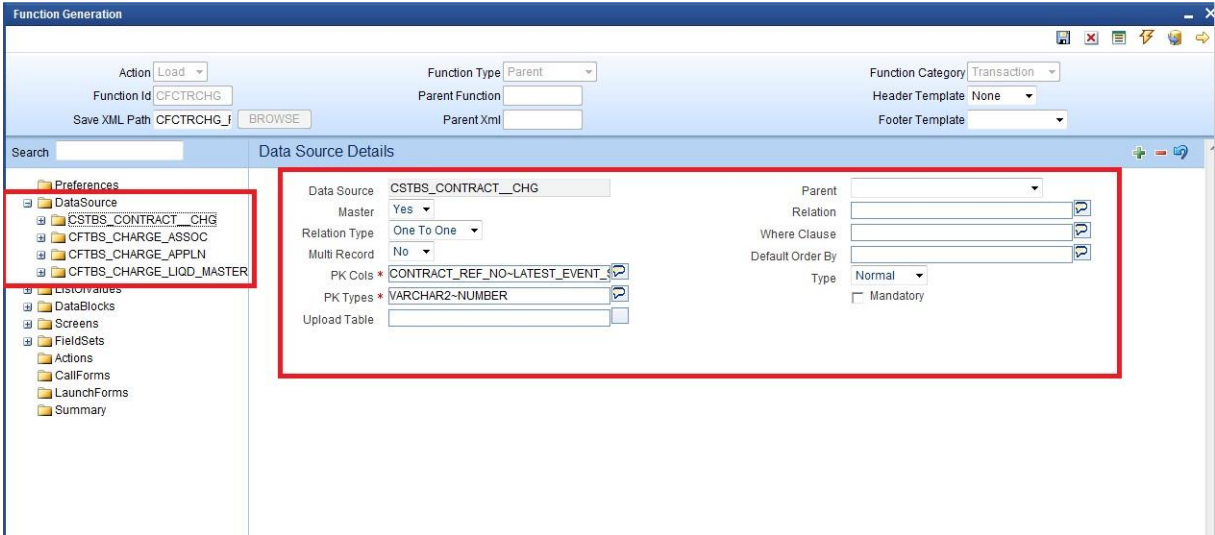 Function Generation
Action Load Function Type Parent Function Category Transaction
Function Id CFCTRCHG Parent Function Header Template None
Save XML Path CFCTRCHG_F BROWSE Parent Xml Footer Template
Search Data Source Details
Preferences
DataSource
CSTBS_CONTRACT__CHG
CFTBS_CHARGE_ASSOC
CFTBS_CHARGE_APPLN
CFTBS_CHARGE_LIQD_MASTER
ListOfValues
DataBlocks
Screens
FieldSets
Actions
CallForms
LaunchForms
Summary
Data Source CSTBS_CONTRACT__CHG Parent
Master Yes Relation
Relation Type One To One Where Clause
Multi Record No Default Order By
PK Cols * CONTRACT_REF_NO~LATEST_EVENT_S Type Normal
PK Types * VARCHAR2~NUMBER Mandatory
Upload Table